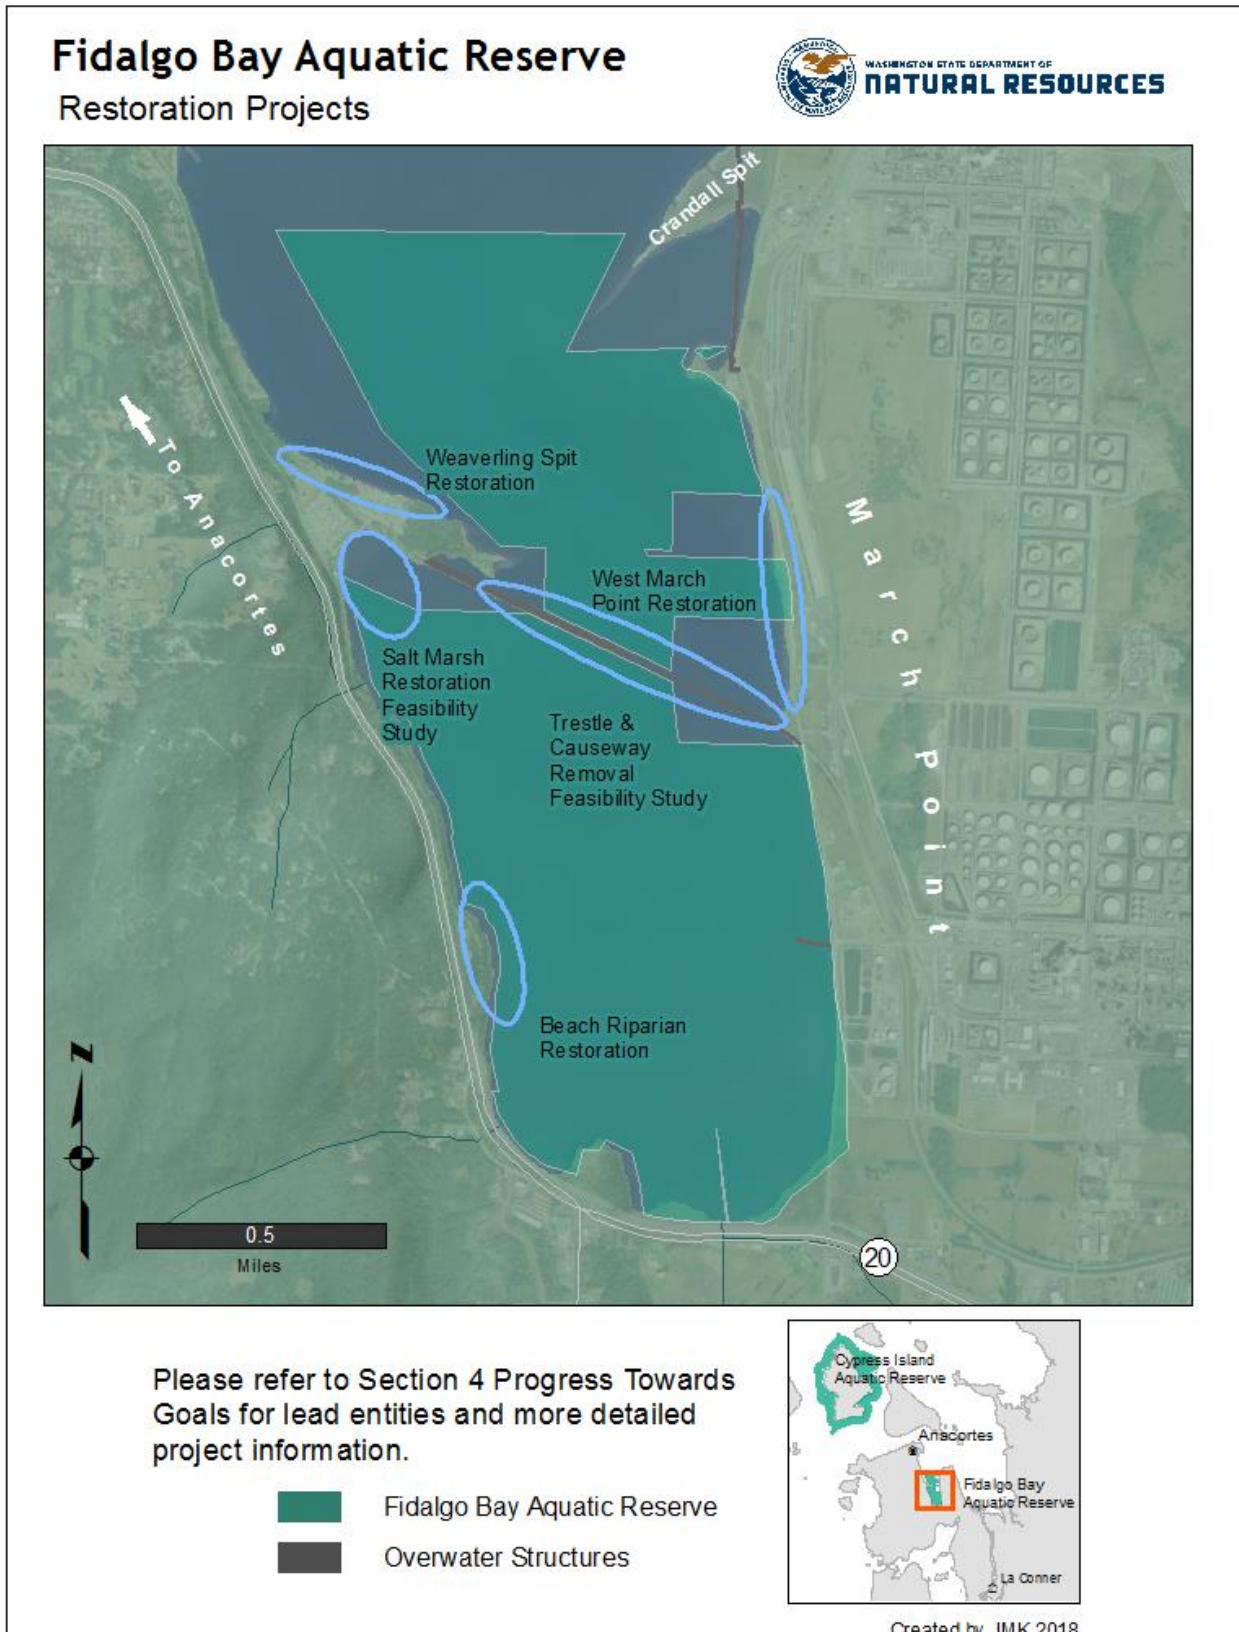 Fidalgo Bay Aquatic Reserve
Restoration Projects
WASHINGTON STATE DEPARTMENT OF
NATURAL RESOURCES
Crandall Spit
To Anacortes
Weaverling Spit
Restoration
March Point
West March
Point Restoration
Salt Marsh
Restoration
Feasibility
Study
Trestle &
Causeway
Removal
Feasibility Study
Beach Riparian
Restoration
N
0.5
Miles
20
Please refer to Section 4 Progress Towards
Goals for lead entities and more detailed
project information.
Fidalgo Bay Aquatic Reserve
Overwater Structures
Cypress Island
Aquatic Reserve
Anacortes
Fidalgo Bay
Aquatic Reserve
La Conner
Created by JMK 2018